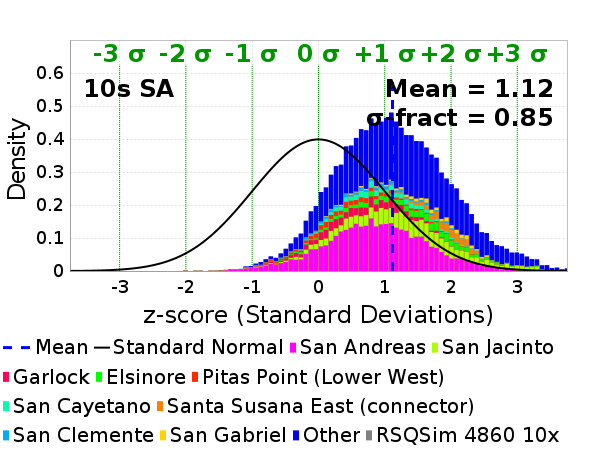 -3 σ -2 σ -1 σ 0 σ +1 σ +2 σ +3 σ
10s SA
Mean = 1.12
σ-fract = 0.85
Density
0.6
0.5
0.4
0.3
0.2
0.1
0
-3 -2 -1 0 1 2 3
z-score (Standard Deviations)
Mean Standard Normal San Andreas San Jacinto
Garlock Elsinore Pitas Point (Lower West)
San Cayetano Santa Susana East (connector)
San Clemente San Gabriel Other RSQSim 4860 10x